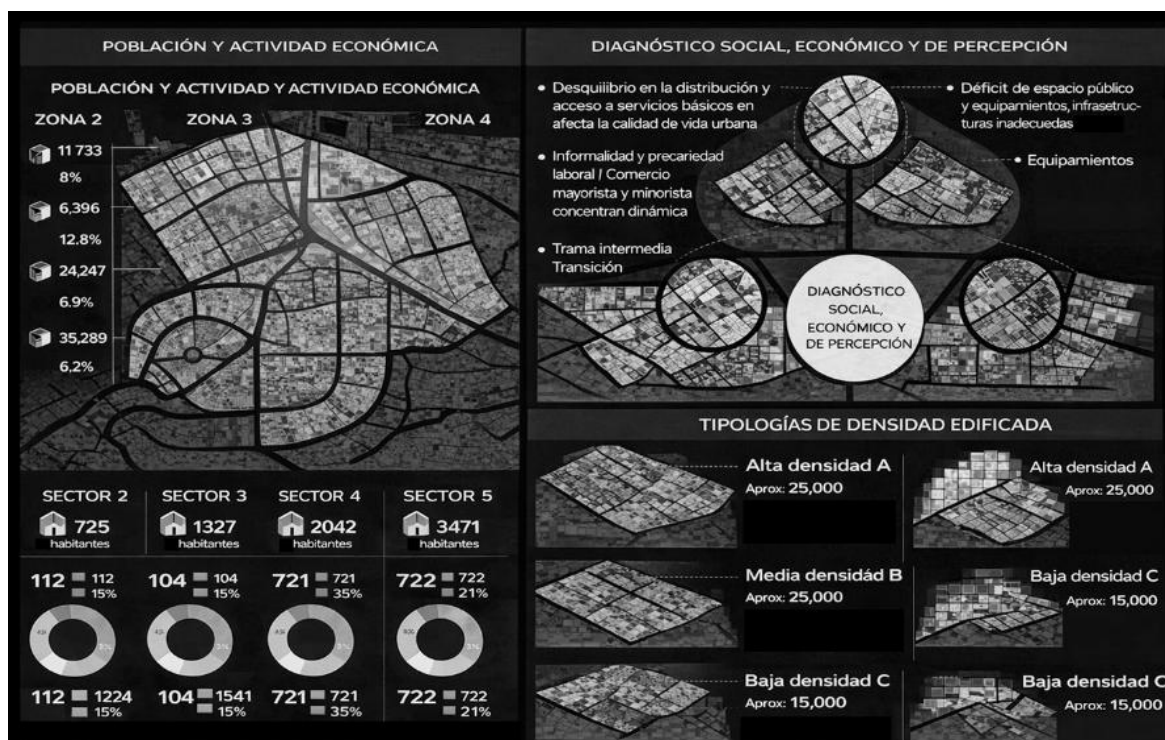 POBLACIÓN Y ACTIVIDAD ECONÓMICA
POBLACIÓN Y ACTIVIDAD Y ACTIVIDAD ECONÓMICA
ZONA 2
ZONA 3
ZONA 4
11 733
8%
6,396
12.8%
24,247
6.9%
35,289
6,2%
SECTOR 2
725
habitantes
SECTOR 3
1327
habitantes
SECTOR 4
2042
habitantes
SECTOR 5
3471
habitantes
112
112
15%
104
104
15%
721
721
35%
722
722
21%
112
1224
15%
104
1541
15%
721
721
35%
722
722
21%
DIAGNÓSTICO SOCIAL, ECONÓMICO Y DE PERCEPCIÓN
• Desquilibrio en la distribución y
acceso a servicios básicos en
afecta la calidad de vida urbana
• Informalidad y precariedad
laboral / Comercio
mayorista y minorista
concentran dinámica
• Trama intermedia
Transición
• Déficit de espacio público
y equipamientos, infrasetruc-
turas inadecuedas
• Equipamientos
DIAGNÓSTICO
SOCIAL,
ECONÓMICO Y
DE PERCEPCIÓN
TIPOLOGÍAS DE DENSIDAD EDIFICADA
Alta densidad A
Aprox: 25,000
Alta densidad A
Aprox: 25,000
Media densidád B
Aprox: 25,000
Baja densidad C
Aprox: 15,000
Baja densidad C
Aprox: 15,000
Baja densidad C
Aprox: 15,000